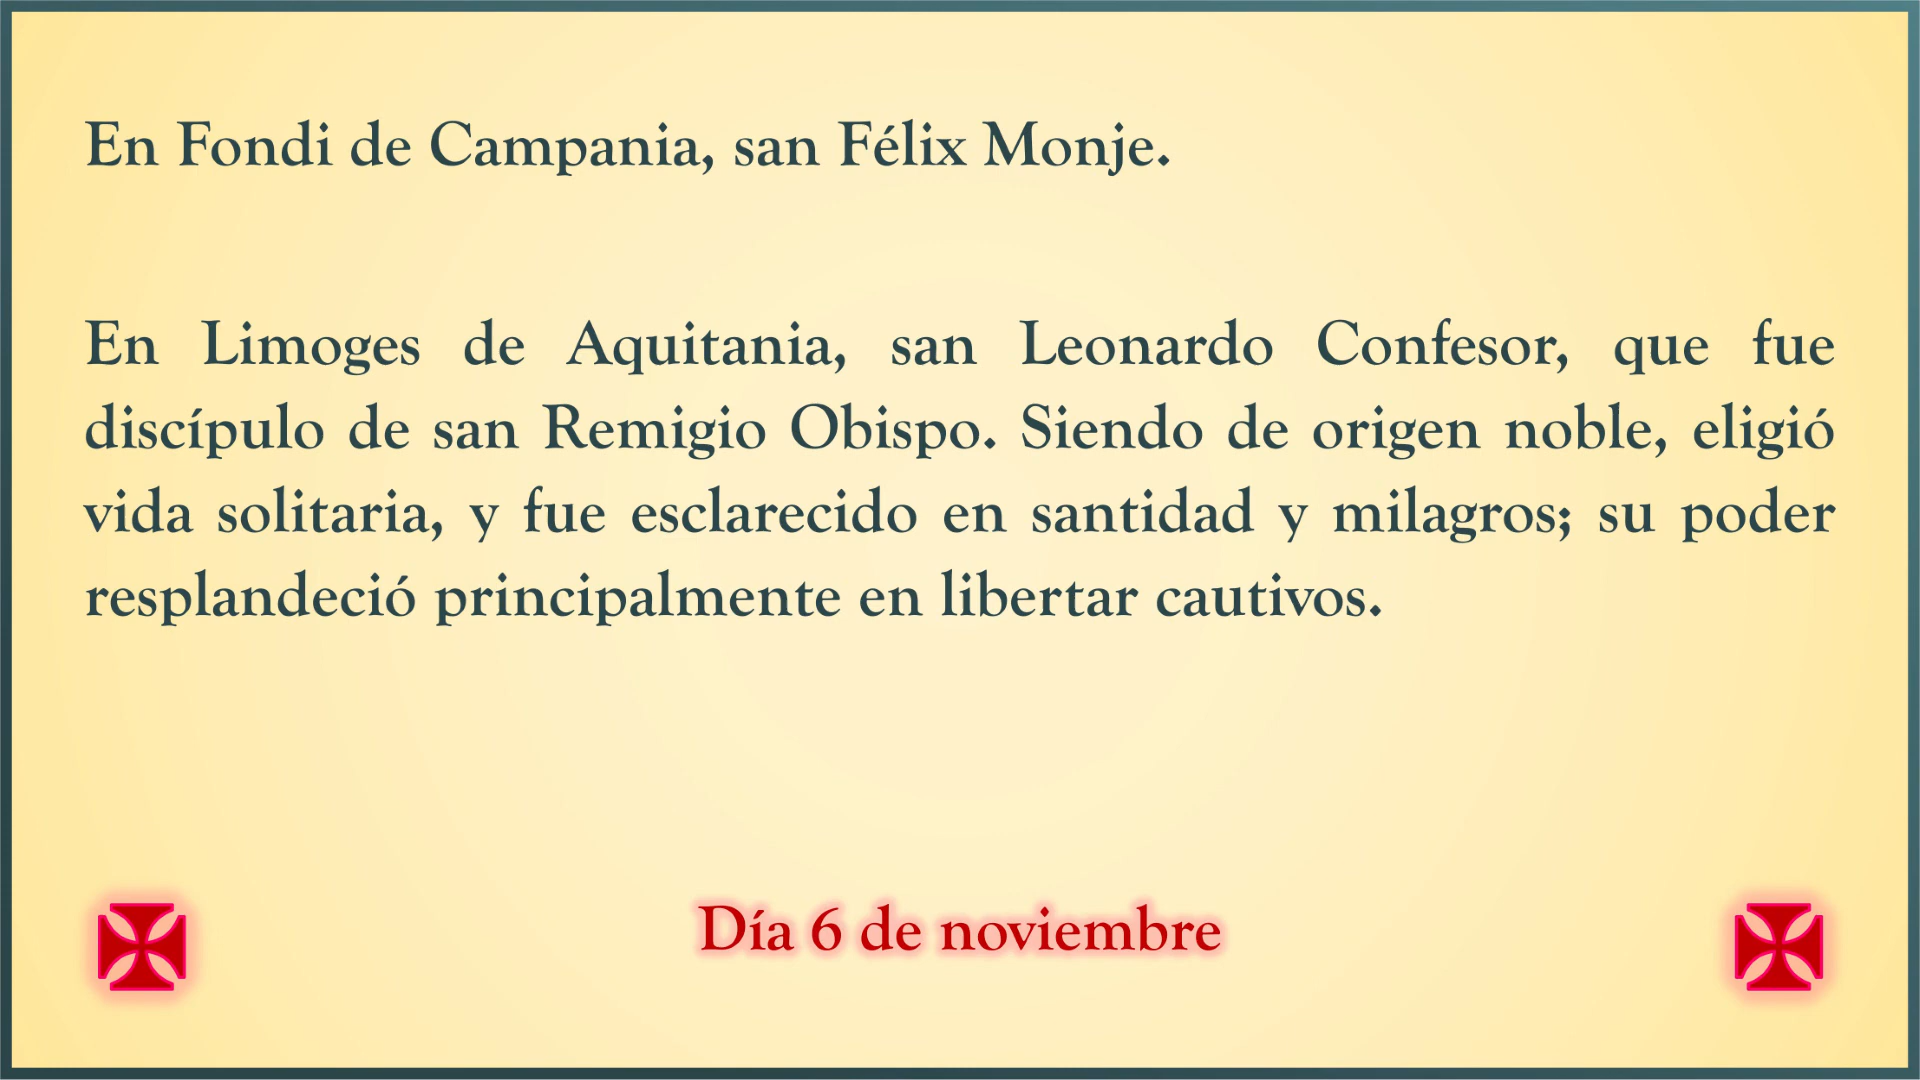 En Fondi de Campania, san Félix Monje.
En Limoges de Aquitania, san Leonardo Confesor, que fue
discípulo de san Remigio Obispo. Siendo de origen noble, eligió
vida solitaria, y fue esclarecido en santidad y milagros; su poder
resplandeció principalmente en libertar cautivos.
Día 6 de noviembre